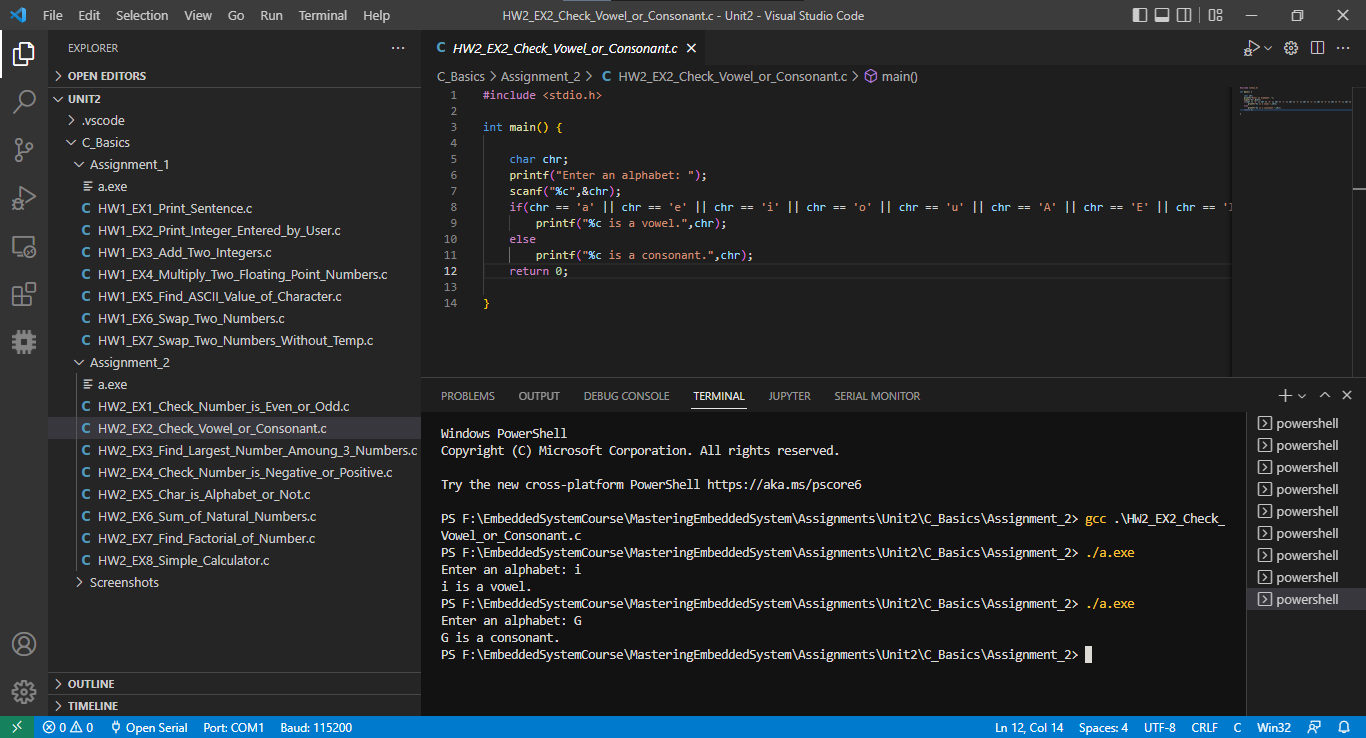 File Edit Selection View Go Run Terminal Help HW2_EX2_Check_Vowel_or_Consonant.c - Unit2 - Visual Studio Code
EXPLORER
OPEN EDITORS
UNIT2
.vscode
C_Basics
Assignment_1
a.exe
HW1_EX1_Print_Sentence.c
HW1_EX2_Print_Integer_Entered_by_User.c
HW1_EX3_Add_Two_Integers.c
HW1_EX4_Multiply_Two_Floating_Point_Numbers.c
HW1_EX5_Find_ASCII_Value_of_Character.c
HW1_EX6_Swap_Two_Numbers.c
HW1_EX7_Swap_Two_Numbers_Without_Temp.c
Assignment_2
a.exe
HW2_EX1_Check_Number_is_Even_or_Odd.c
HW2_EX2_Check_Vowel_or_Consonant.c
HW2_EX3_Find_Largest_Number_Amoung_3_Numbers.c
HW2_EX4_Check_Number_is_Negative_or_Positive.c
HW2_EX5_Char_is_Alphabet_or_Not.c
HW2_EX6_Sum_of_Natural_Numbers.c
HW2_EX7_Find_Factorial_of_Number.c
HW2_EX8_Simple_Calculator.c
Screenshots
OUTLINE
TIMELINE
C HW2_EX2_Check_Vowel_or_Consonant.c
C_Basics > Assignment_2 > C HW2_EX2_Check_Vowel_or_Consonant.c > main()
1 #include <stdio.h>
2
3 int main() {
4
5 char chr;
6 printf("Enter an alphabet: ");
7 scanf("%c",&chr);
8 if(chr == 'a' || chr == 'e' || chr == 'i' || chr == 'o' || chr == 'u' || chr == 'A' || chr == 'E' || chr == 
9 printf("%c is a vowel.",chr);
10 else
11 printf("%c is a consonant.",chr);
12 return 0;
13
14 }
PROBLEMS OUTPUT DEBUG CONSOLE TERMINAL JUPYTER SERIAL MONITOR
Windows PowerShell
Copyright (C) Microsoft Corporation. All rights reserved.
Try the new cross-platform PowerShell https://aka.ms/pscore6
PS F:\EmbeddedSystemCourse\MasteringEmbeddedSystem\Assignments\Unit2\C_Basics\Assignment_2> gcc .\HW2_EX2_Check_
Vowel_or_Consonant.c
PS F:\EmbeddedSystemCourse\MasteringEmbeddedSystem\Assignments\Unit2\C_Basics\Assignment_2> ./a.exe
Enter an alphabet: i
i is a vowel.
PS F:\EmbeddedSystemCourse\MasteringEmbeddedSystem\Assignments\Unit2\C_Basics\Assignment_2> ./a.exe
Enter an alphabet: G
G is a consonant.
PS F:\EmbeddedSystemCourse\MasteringEmbeddedSystem\Assignments\Unit2\C_Basics\Assignment_2>
powershell
powershell
powershell
powershell
powershell
powershell
powershell
powershell
powershell
0 0 Open Serial Port: COM1 Baud: 115200 Ln 12, Col 14 Spaces: 4 UTF-8 CRLF C Win32